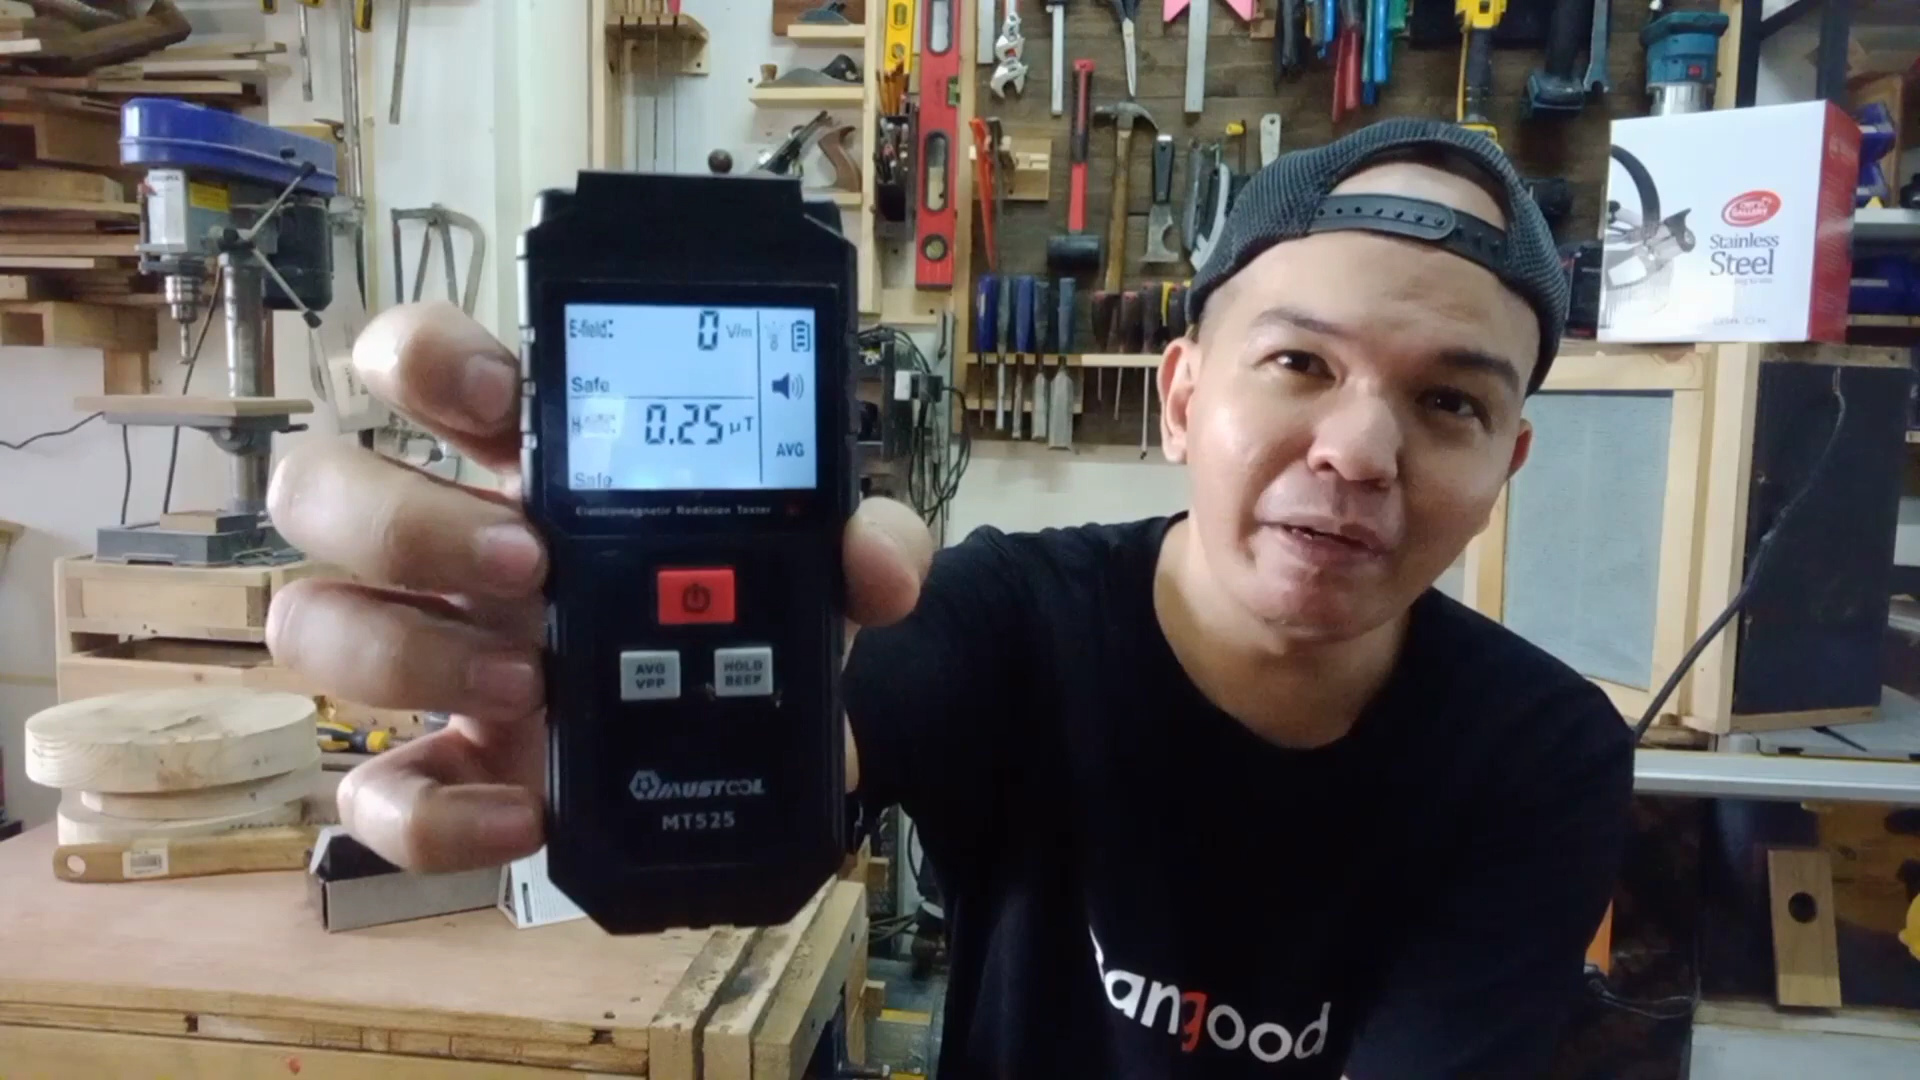 E-field: 0 V/m
Safe
0.25 µT
AVG
Safe
Electromagnetic Radiation Tester
AVG
VPP
HOLD
BEEP
MUSTOOL
MT525
angood
GALLERY
Stainless
Steel